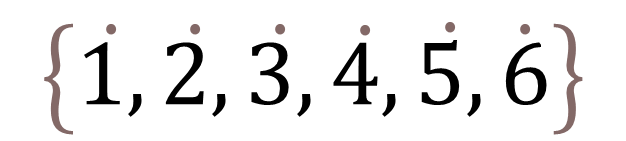 {1̇, 2̇, 3̇, 4̇, 5̇, 6̇}